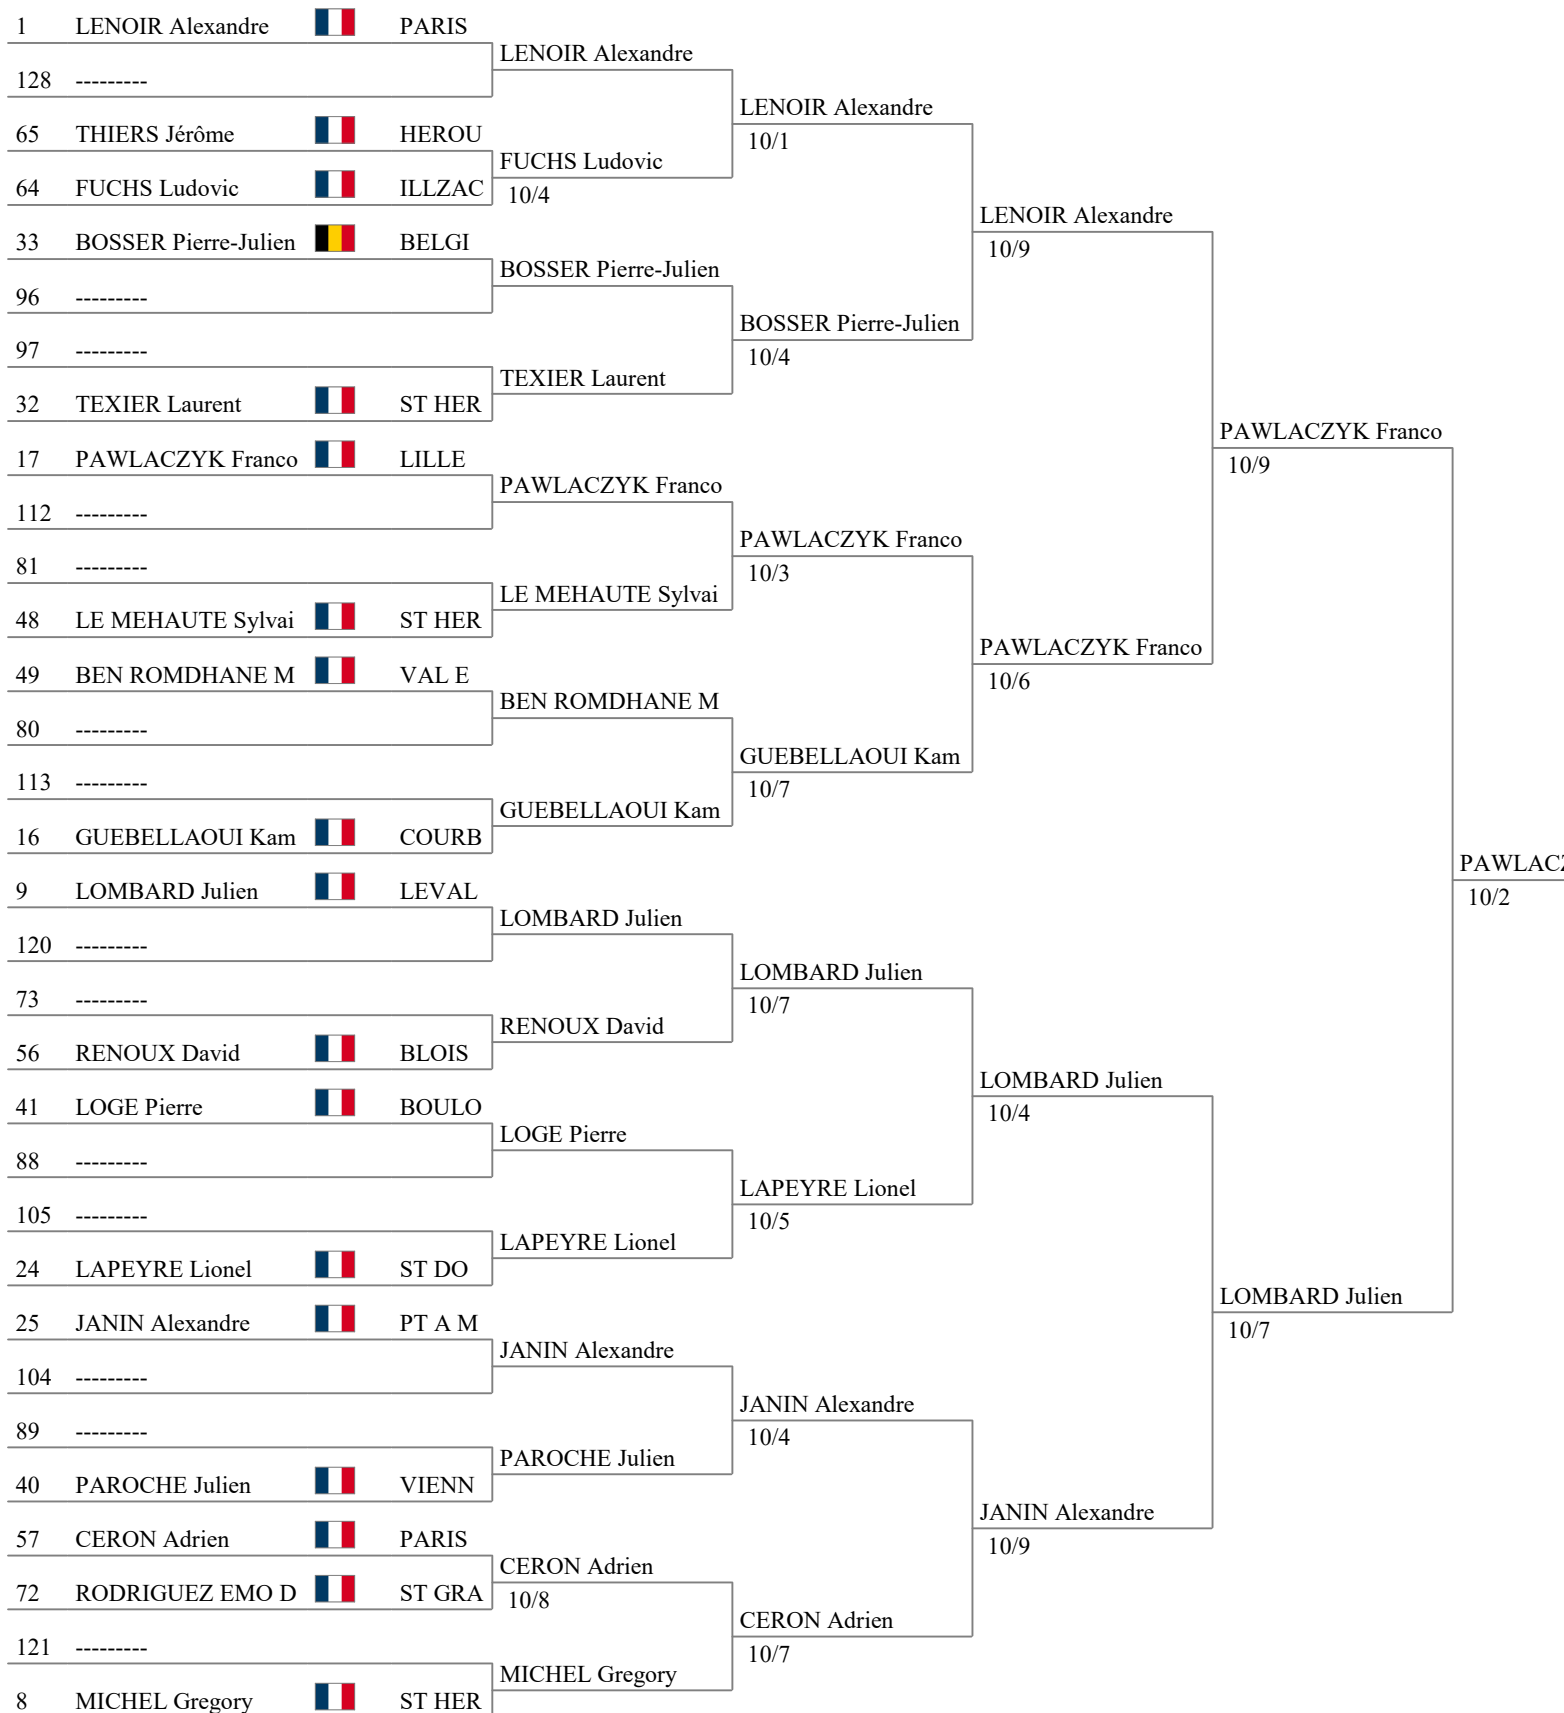 1 LENOIR Alexandre PARIS
128 ---------
65 THIERS Jérôme HEROU
64 FUCHS Ludovic ILLZAC
33 BOSSER Pierre-Julien BELGI
96 ---------
97 ---------
32 TEXIER Laurent ST HER
17 PAWLACZYK Franco LILLE
112 ---------
81 ---------
48 LE MEHAUTE Sylvai ST HER
49 BEN ROMDHANE M VAL E
80 ---------
113 ---------
16 GUEBELLAOUI Kam COURB
9 LOMBARD Julien LEVAL
120 ---------
73 ---------
56 RENOUX David BLOIS
41 LOGE Pierre BOULO
88 ---------
105 ---------
24 LAPEYRE Lionel ST DO
25 JANIN Alexandre PT A M
104 ---------
89 ---------
40 PAROCHE Julien VIENN
57 CERON Adrien PARIS
72 RODRIGUEZ EMO D ST GRA
121 ---------
8 MICHEL Gregory ST HER
LENOIR Alexandre
FUCHS Ludovic
10/4
BOSSER Pierre-Julien
TEXIER Laurent
PAWLACZYK Franco
LE MEHAUTE Sylvai
BEN ROMDHANE M
GUEBELLAOUI Kam
LOMBARD Julien
RENOUX David
LOGE Pierre
LAPEYRE Lionel
JANIN Alexandre
PAROCHE Julien
CERON Adrien
10/8
MICHEL Gregory
LENOIR Alexandre
10/1
BOSSER Pierre-Julien
10/4
PAWLACZYK Franco
10/3
GUEBELLAOUI Kam
10/7
LOMBARD Julien
10/7
LAPEYRE Lionel
10/5
JANIN Alexandre
10/4
CERON Adrien
10/7
LENOIR Alexandre
10/9
PAWLACZYK Franco
10/6
LOMBARD Julien
10/4
JANIN Alexandre
10/9
PAWLACZYK Franco
10/9
LOMBARD Julien
10/7
PAWLACZ
10/2